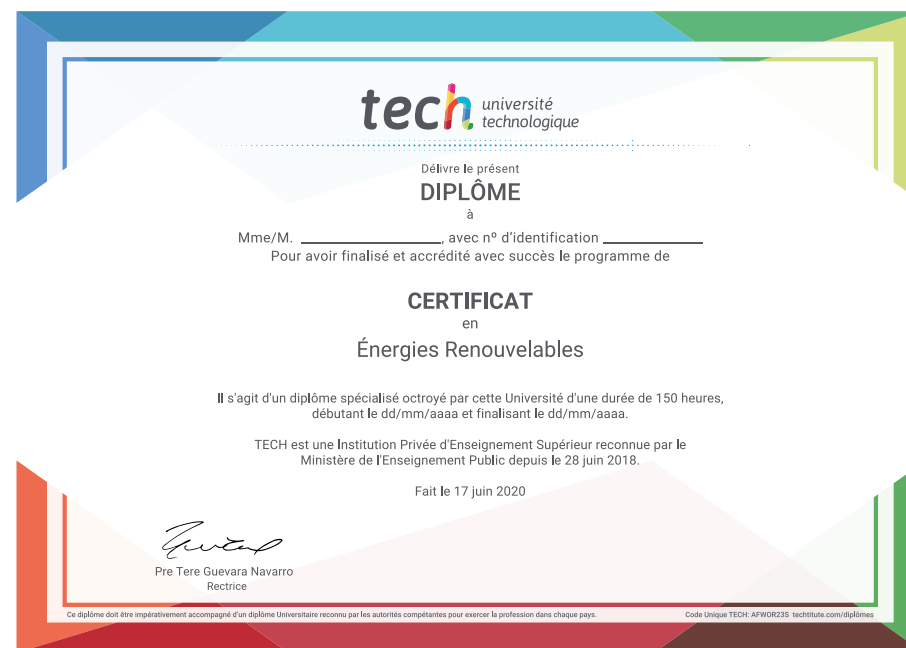 tech université
technologique
Délivre le présent
DIPLÔME
à
Mme/M. ____________________, avec nº d'identification ______________
Pour avoir finalisé et accrédité avec succès le programme de
CERTIFICAT
en
Énergies Renouvelables
Il s'agit d'un diplôme spécialisé octroyé par cette Université d'une durée de 150 heures,
débutant le dd/mm/aaaa et finalisant le dd/mm/aaaa.
TECH est une Institution Privée d'Enseignement Supérieur reconnue par le
Ministère de l'Enseignement Public depuis le 28 juin 2018.
Fait le 17 juin 2020
Pre Tere Guevara Navarro
Rectrice
Ce diplôme doit être impérativement accompagné d'un diplôme Universitaire reconnu par les autorités compétantes pour exercer la profession dans chaque pays.
Code Unique TECH: AFWOR23S techtitute.com/diplômes